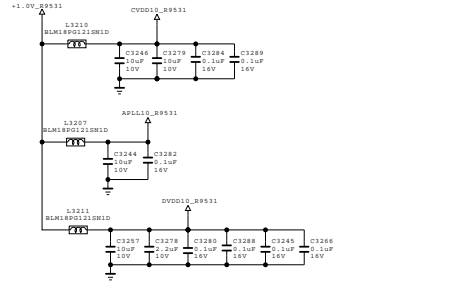 +1.0V_R9531
L3210
BLM18PG121SN1D
CVDD10_R9531
C3246
10uF
10V
C3279
10uF
10V
C3284
0.1uF
16V
C3289
0.1uF
16V
L3207
BLM18PG121SN1D
APLL10_R9531
C3244
10uF
10V
C3282
0.1uF
16V
L3211
BLM18PG121SN1D
DVDD10_R9531
C3257
10uF
10V
C3278
2.2uF
10V
C3280
0.1uF
16V
C3288
0.1uF
16V
C3245
0.1uF
16V
C3266
0.1uF
16V